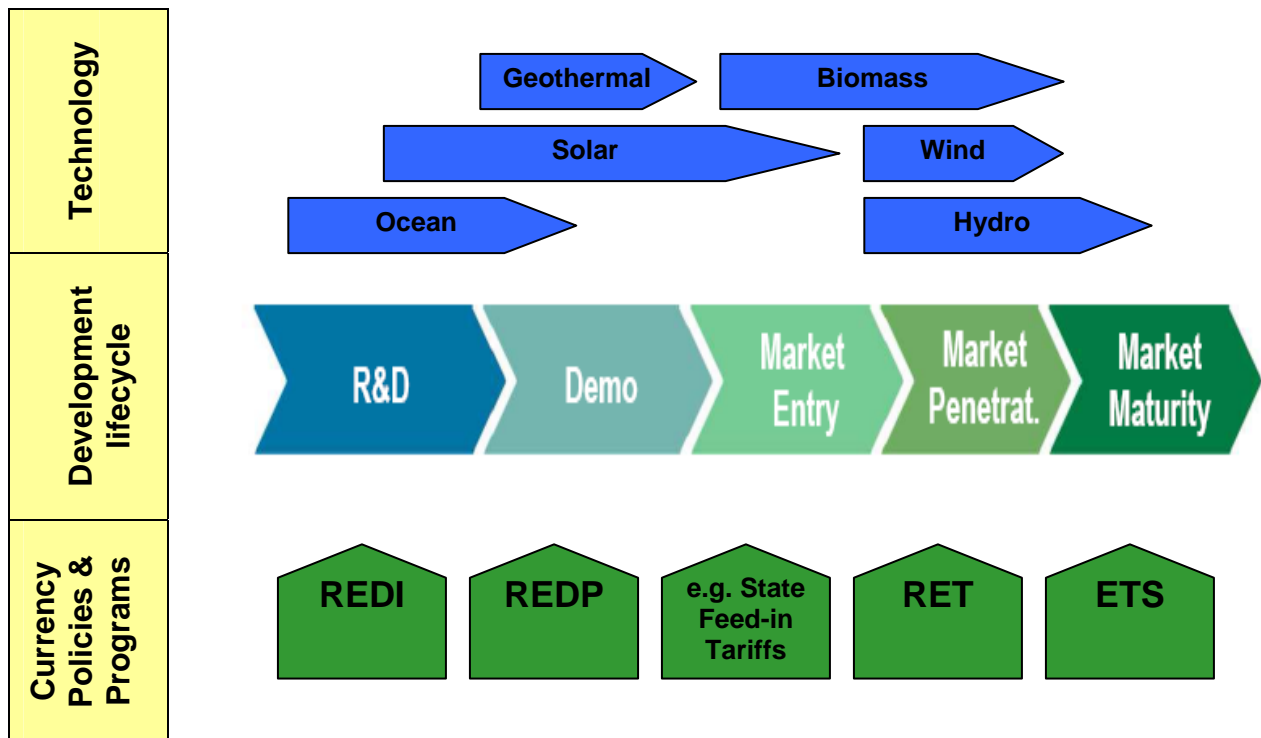 Technology
Geothermal
Biomass
Solar
Wind
Ocean
Hydro
Development
lifecycle
R&D
Demo
Market
Entry
Market
Penetrat.
Market
Maturity
Currency
Policies &
Programs
REDI
REDP
e.g. State
Feed-in
Tariffs
RET
ETS